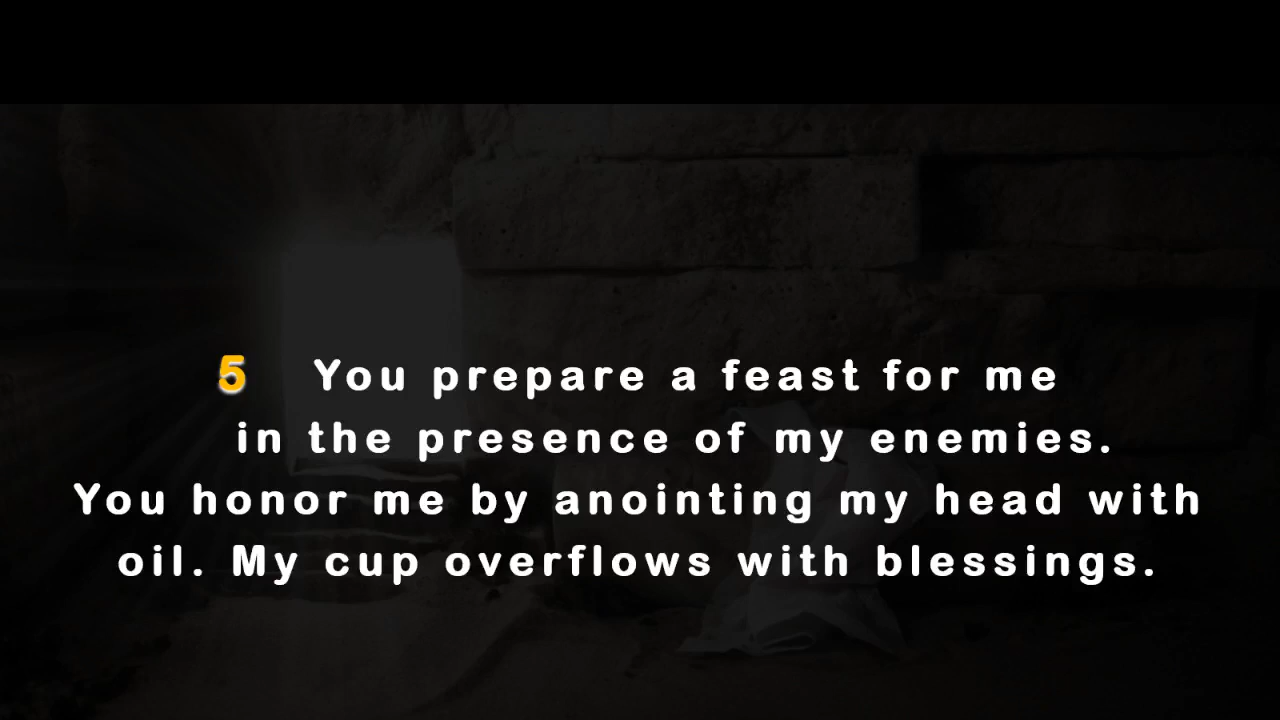 5 You prepare a feast for me
in the presence of my enemies.
You honor me by anointing my head with
oil. My cup overflows with blessings.